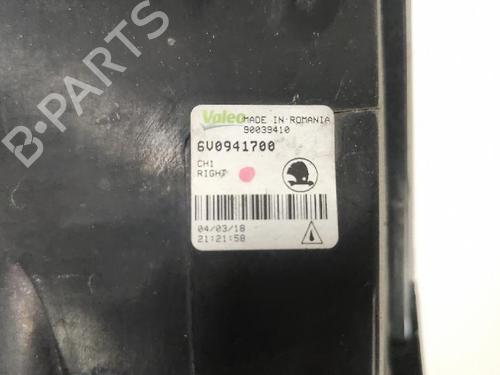 B-PARTS
Valeo MADE IN ROMANIA
90039410
6V0941700
CH1
RIGHT
04/03/18
21:21:58